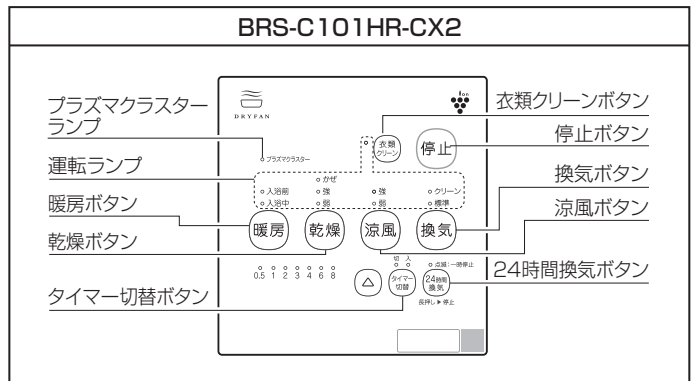 BRS-C101HR-CX2
プラズマクラスター
ランプ
運転ランプ
暖房ボタン
乾燥ボタン
タイマー切替ボタン
衣類クリーンボタン
停止ボタン
換気ボタン
涼風ボタン
24時間換気ボタン
DRYFAN
ion
プラズマクラスター
衣類
クリーン
停止
かぜ
入浴前 強 強 クリーン
入浴中 弱 弱 標準
暖房 乾燥 涼風 換気
切 入 点滅:一時停止
0.5 1 2 3 4 6 8
△
タイマー
切替
24時間
換気
長押し▶停止